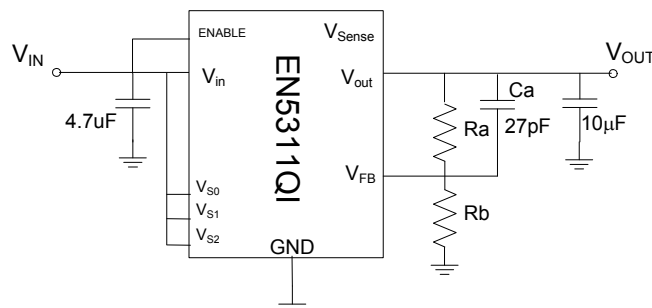 ENABLE
V_Sense
V_IN
V_in
V_out
V_OUT
EN5311QI
4.7uF
Ca
27pF
10μF
Ra
V_FB
V_S0
V_S1
V_S2
Rb
GND